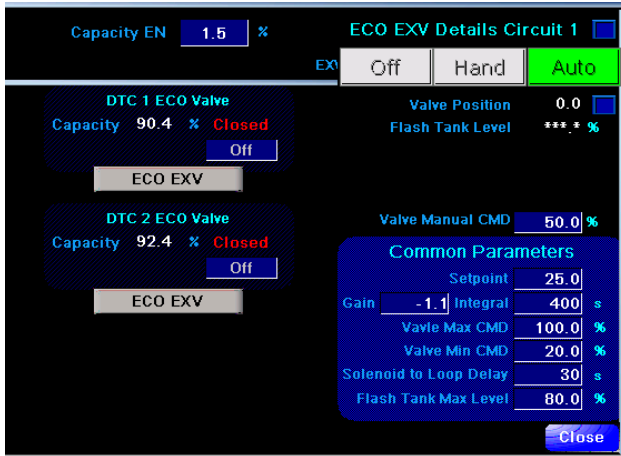 Capacity EN 1.5 %
ECO EXV Details Circuit 1
EXV
Off Hand Auto
DTC 1 ECO Valve
Capacity 90.4 % Closed
Off
ECO EXV
DTC 2 ECO Valve
Capacity 92.4 % Closed
Off
ECO EXV
Valve Position 0.0
Flash Tank Level ***.* %
Valve Manual CMD 50.0 %
Common Parameters
Setpoint 25.0
Gain -1.1 Integral 400 s
Vavle Max CMD 100.0 %
Valve Min CMD 20.0 %
Solenoid to Loop Delay 30 s
Flash Tank Max Level 80.0 %
Close